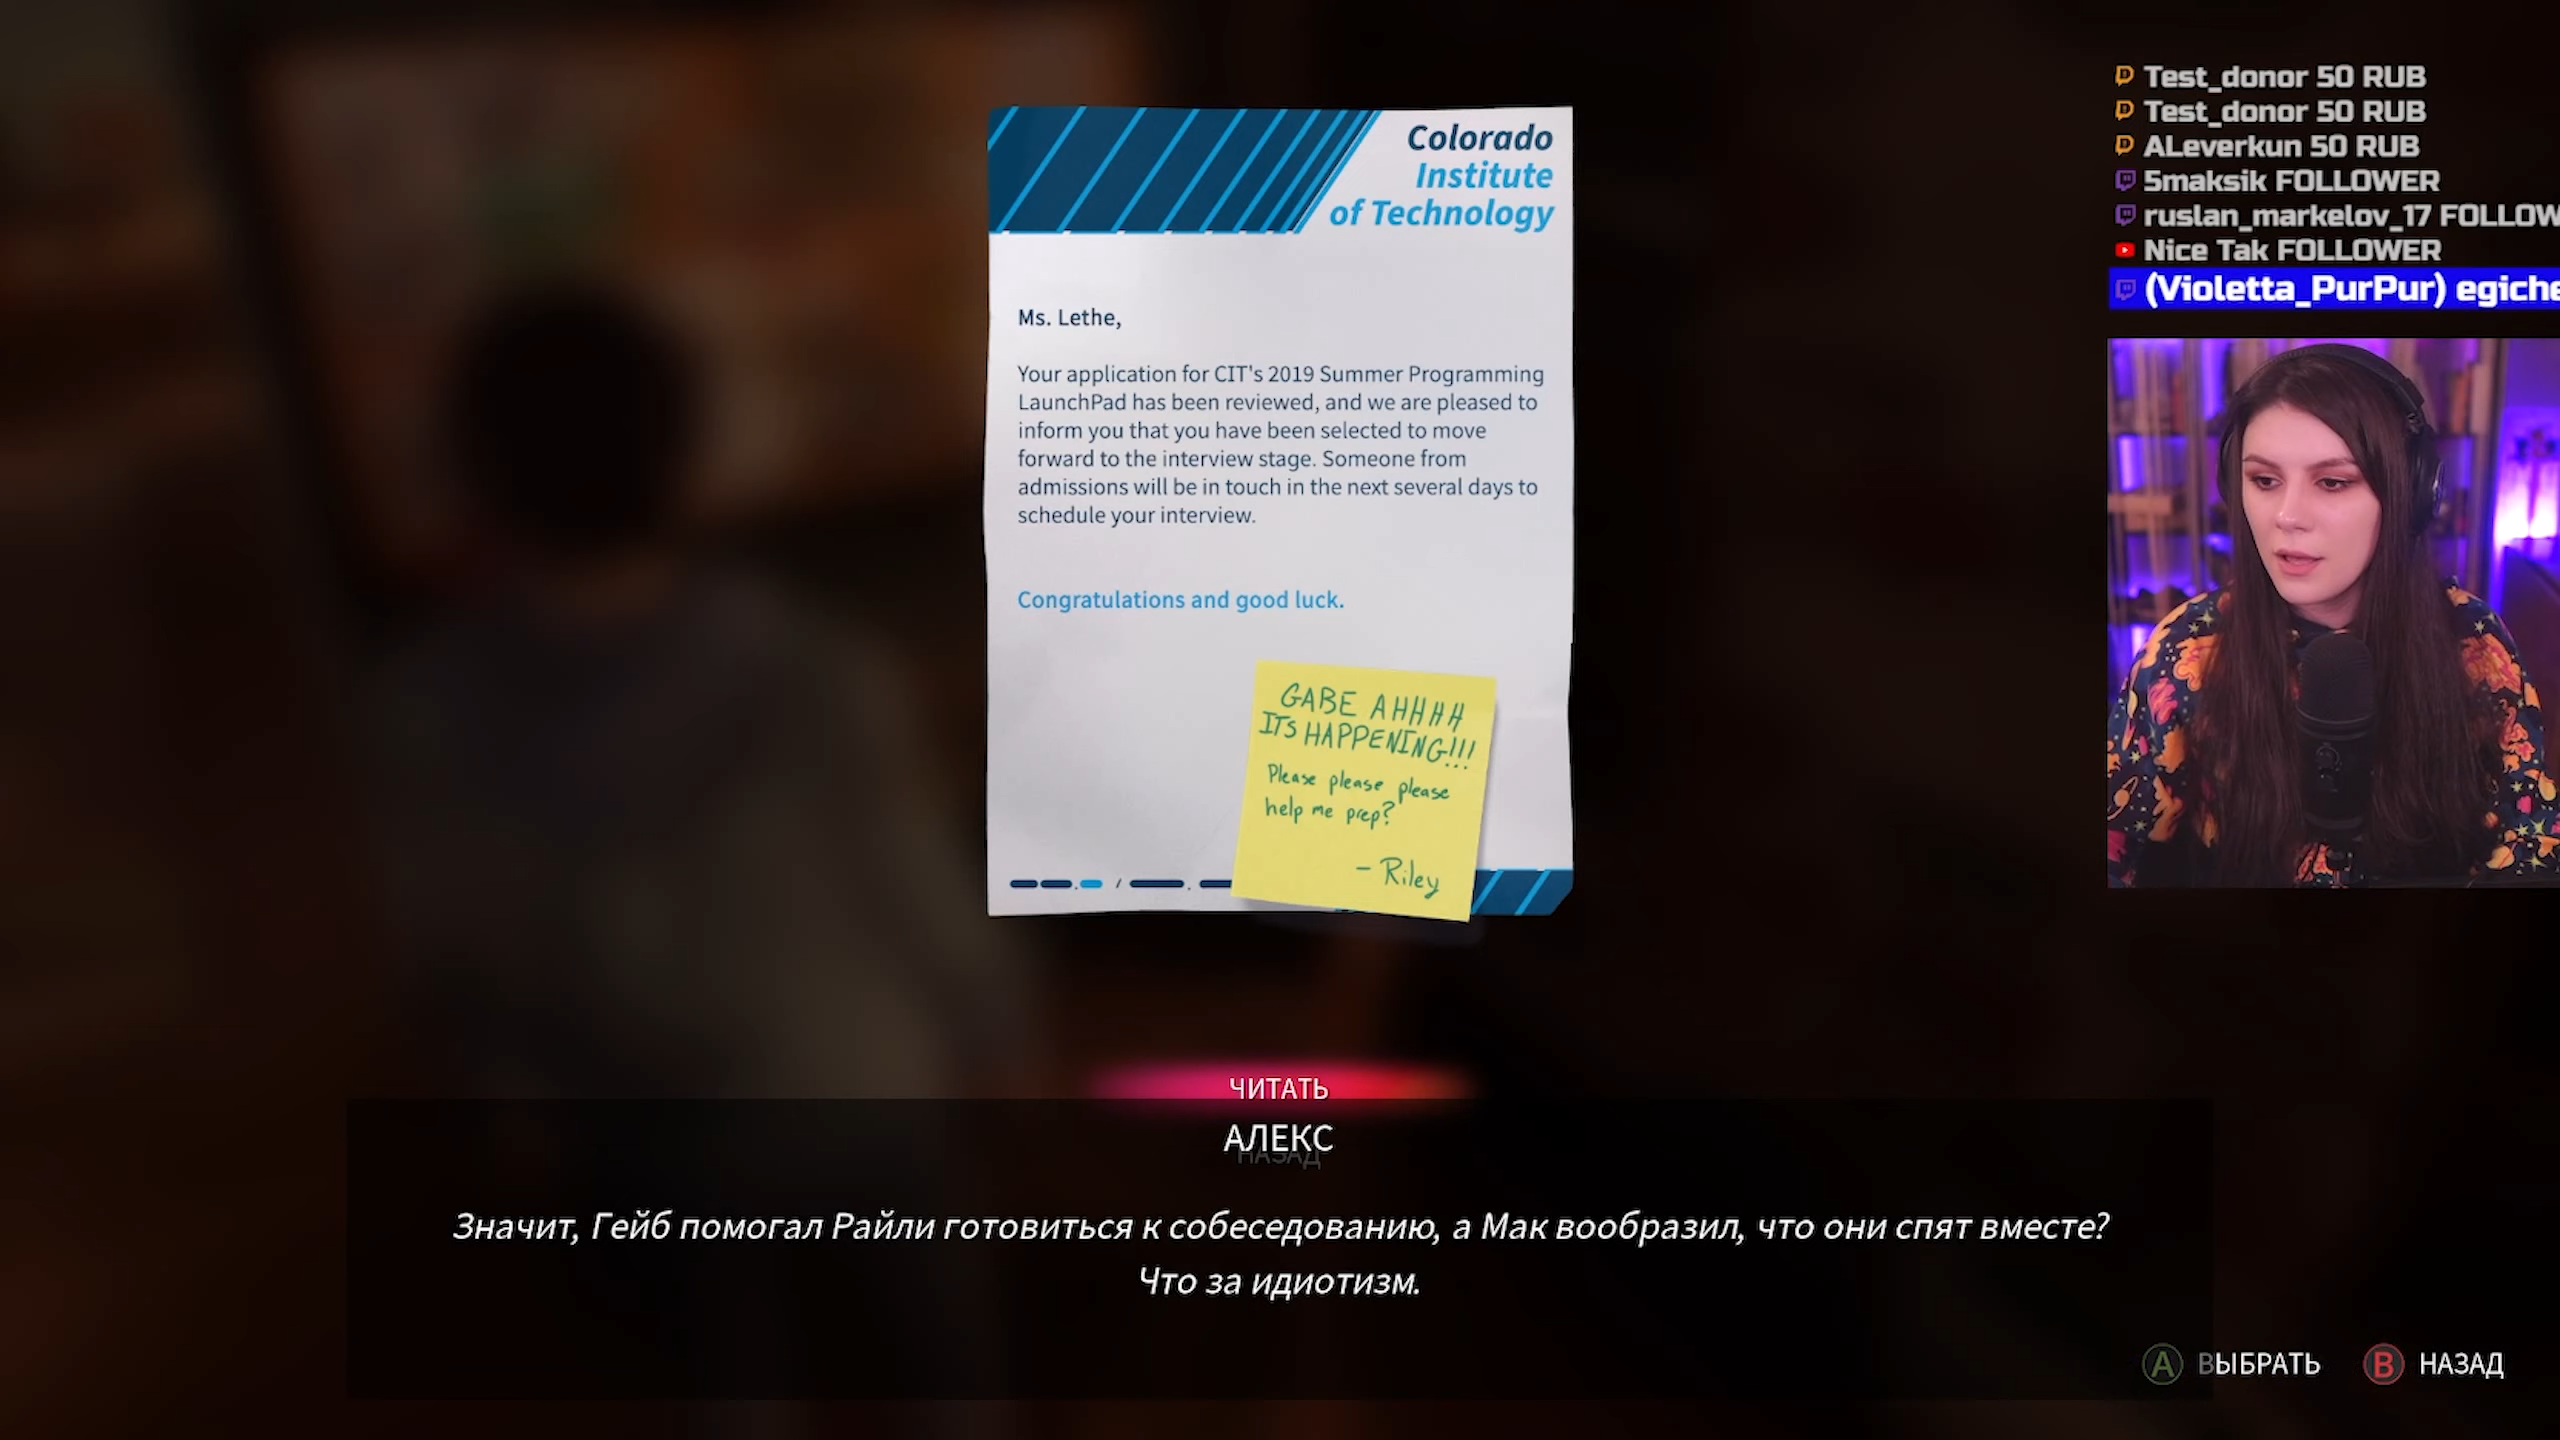 Colorado
Institute
of Technology
Ms. Lethe,
Your application for CIT's 2019 Summer Programming
LaunchPad has been reviewed, and we are pleased to
inform you that you have been selected to move
forward to the interview stage. Someone from
admissions will be in touch in the next several days to
schedule your interview.
Congratulations and good luck.
GABE AHHHH
ITS HAPPENING!!!
Please please please
help me prep?
- Riley
Test_donor 50 RUB
Test_donor 50 RUB
ALeverkun 50 RUB
5maksik FOLLOWER
ruslan_markelov_17 FOLLOW
Nice Tak FOLLOWER
(Violetta_PurPur) egiche
ЧИТАТЬ
АЛЕКС
НАЗАД
Значит, Гейб помогал Райли готовиться к собеседованию, а Мак вообразил, что они спят вместе?
Что за идиотизм.
A ВЫБРАТЬ B НАЗАД